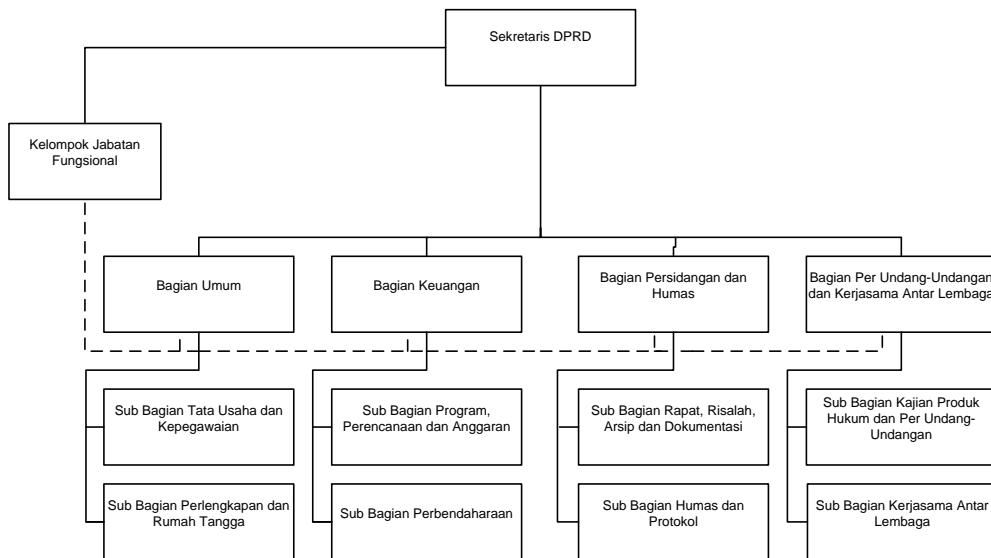 Sekretaris DPRD
Kelompok Jabatan
Fungsional
Bagian Umum
Bagian Keuangan
Bagian Persidangan dan
Humas
Bagian Per Undang-Undangan
dan Kerjasama Antar Lembaga
Sub Bagian Tata Usaha dan
Kepegawaian
Sub Bagian Program,
Perencanaan dan Anggaran
Sub Bagian Rapat, Risalah,
Arsip dan Dokumentasi
Sub Bagian Kajian Produk
Hukum dan Per Undang-
Undangan
Sub Bagian Perlengkapan dan
Rumah Tangga
Sub Bagian Perbendaharaan
Sub Bagian Humas dan
Protokol
Sub Bagian Kerjasama Antar
Lembaga